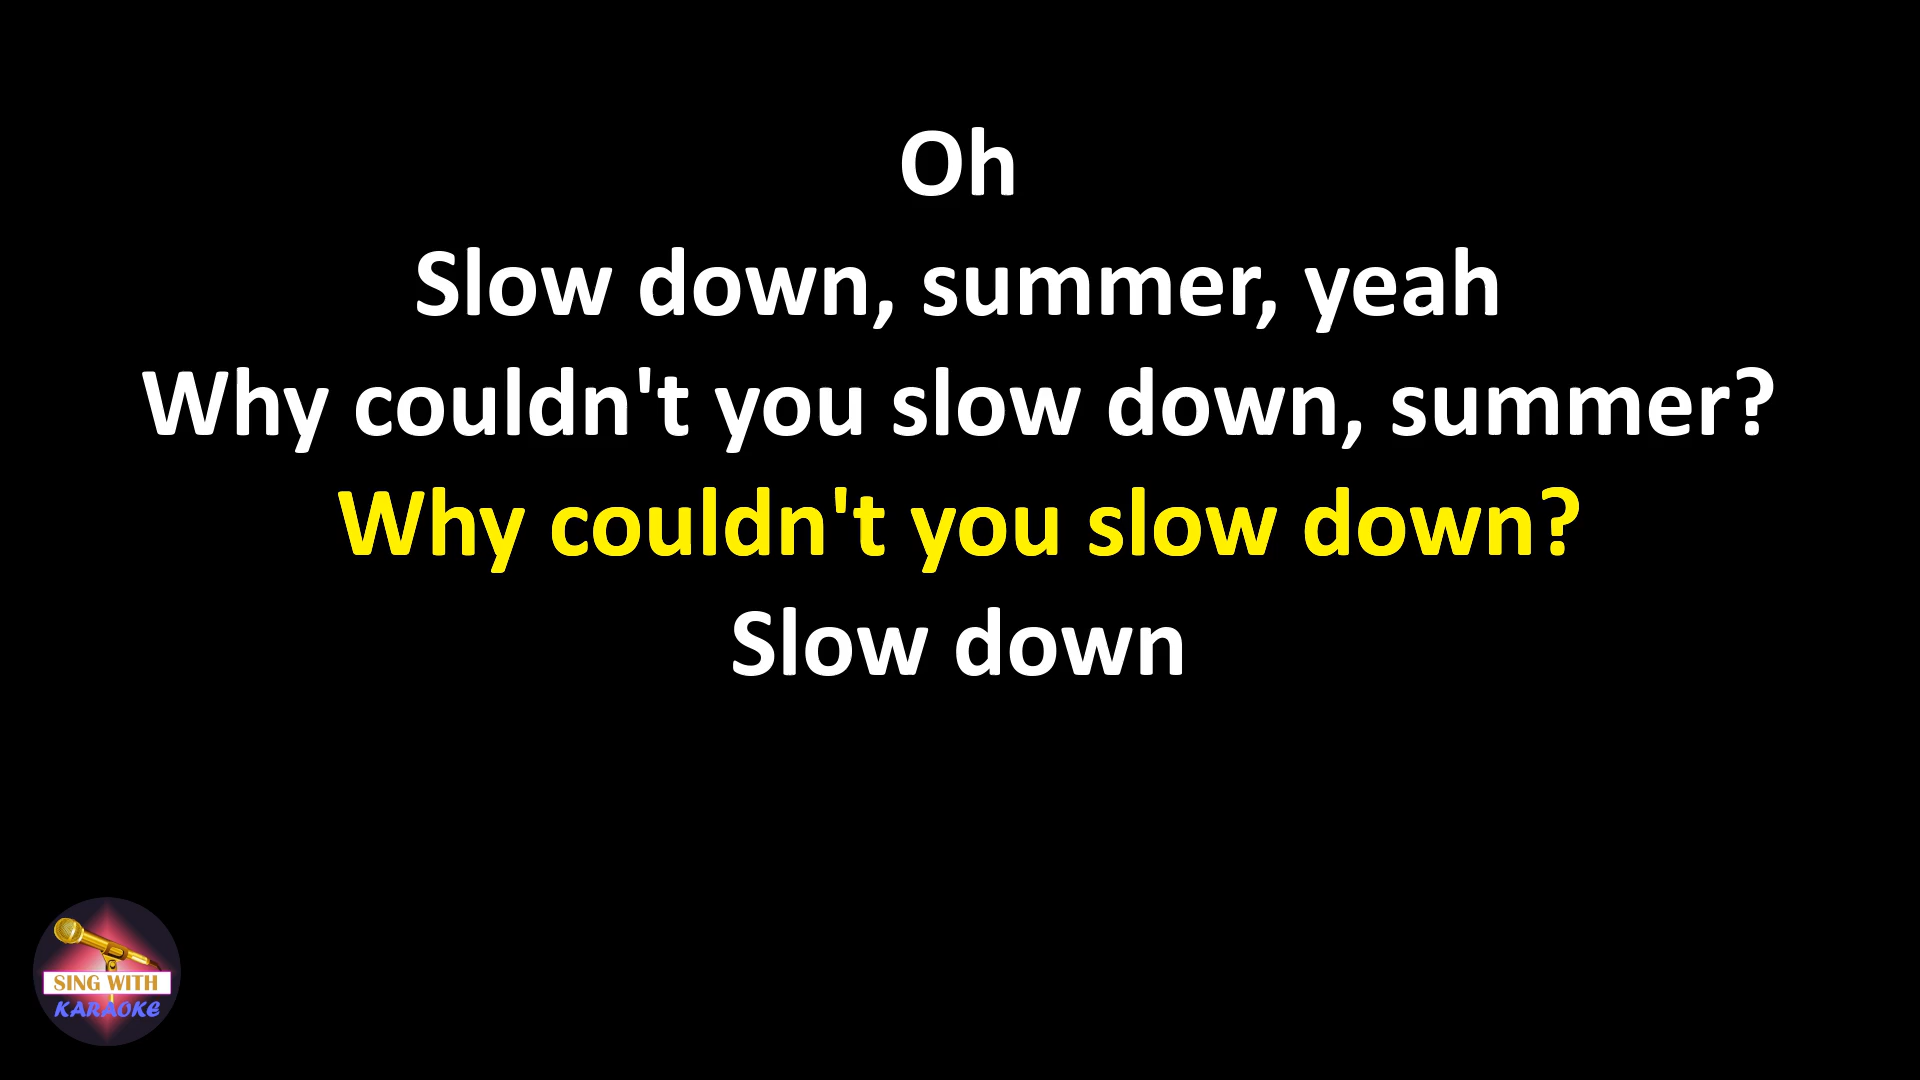 Oh
Slow down, summer, yeah
Why couldn't you slow down, summer?
Why couldn't you slow down?
Slow down
SING WITH
KARAOKE